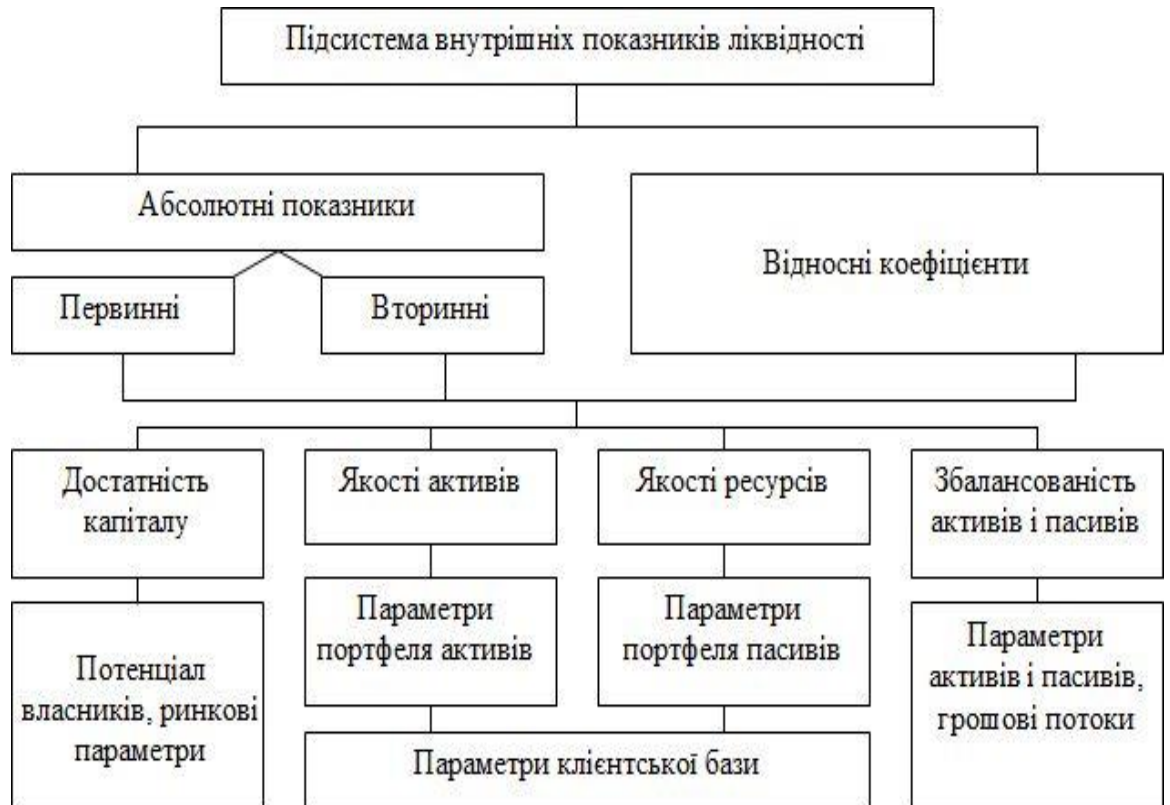 Підсистема внутрішніх показників ліквідності
Абсолютні показники
Відносні коефіцієнти
Первинні
Вторинні
Достатність
капіталу
Якості активів
Якості ресурсів
Збалансованість
активів і пасивів
Потенціал
власників, ринкові
параметри
Параметри
портфеля активів
Параметри
портфеля пасивів
Параметри
активів і пасивів,
грошові потоки
Параметри клієнтської бази